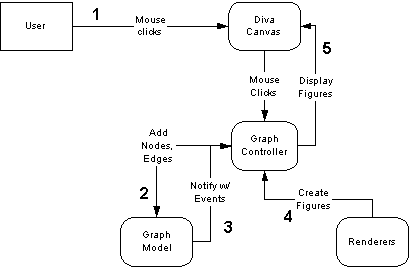 User
1
Mouse
clicks
Diva
Canvas
5
Mouse
Clicks
Display
Figures
Add
Nodes,
Edges
Graph
Controller
2
Notify w/
Events
3
Create
Figures
4
Graph
Model
Renderers